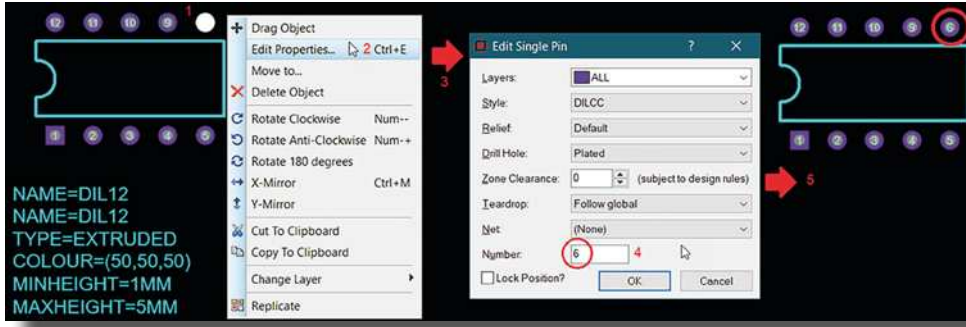 12 11 10 9 1
1 2 3 4 5
NAME=DIL12
NAME=DIL12
TYPE=EXTRUDED
COLOUR=(50,50,50)
MINHEIGHT=1MM
MAXHEIGHT=5MM
Drag Object
Edit Properties... 2 Ctrl+E
Move to...
Delete Object
Rotate Clockwise Num--
Rotate Anti-Clockwise Num-+
Rotate 180 degrees
X-Mirror Ctrl+M
Y-Mirror
Cut To Clipboard
Copy To Clipboard
Change Layer
Replicate
3
Edit Single Pin ? ×
Layers: ALL
Style: DILCC
Relief: Default
Drill Hole: Plated
Zone Clearance: 0 (subject to design rules)
Teardrop: Follow global
Net: (None)
Number: 6 4
Lock Position? OK Cancel
5
12 11 10 9 6
1 2 3 4 5